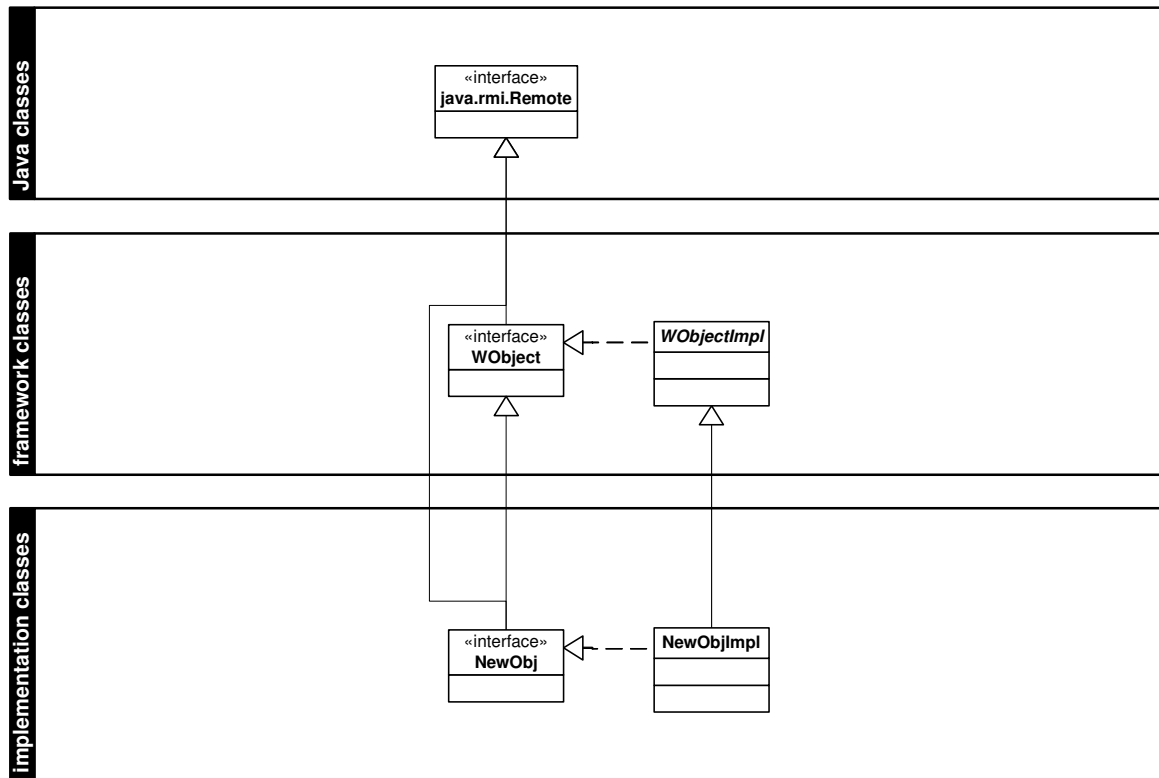 Java classes
«interface»
java.rmi.Remote
framework classes
«interface»
WObject
WObjectImpl
implementation classes
«interface»
NewObj
NewObjImpl